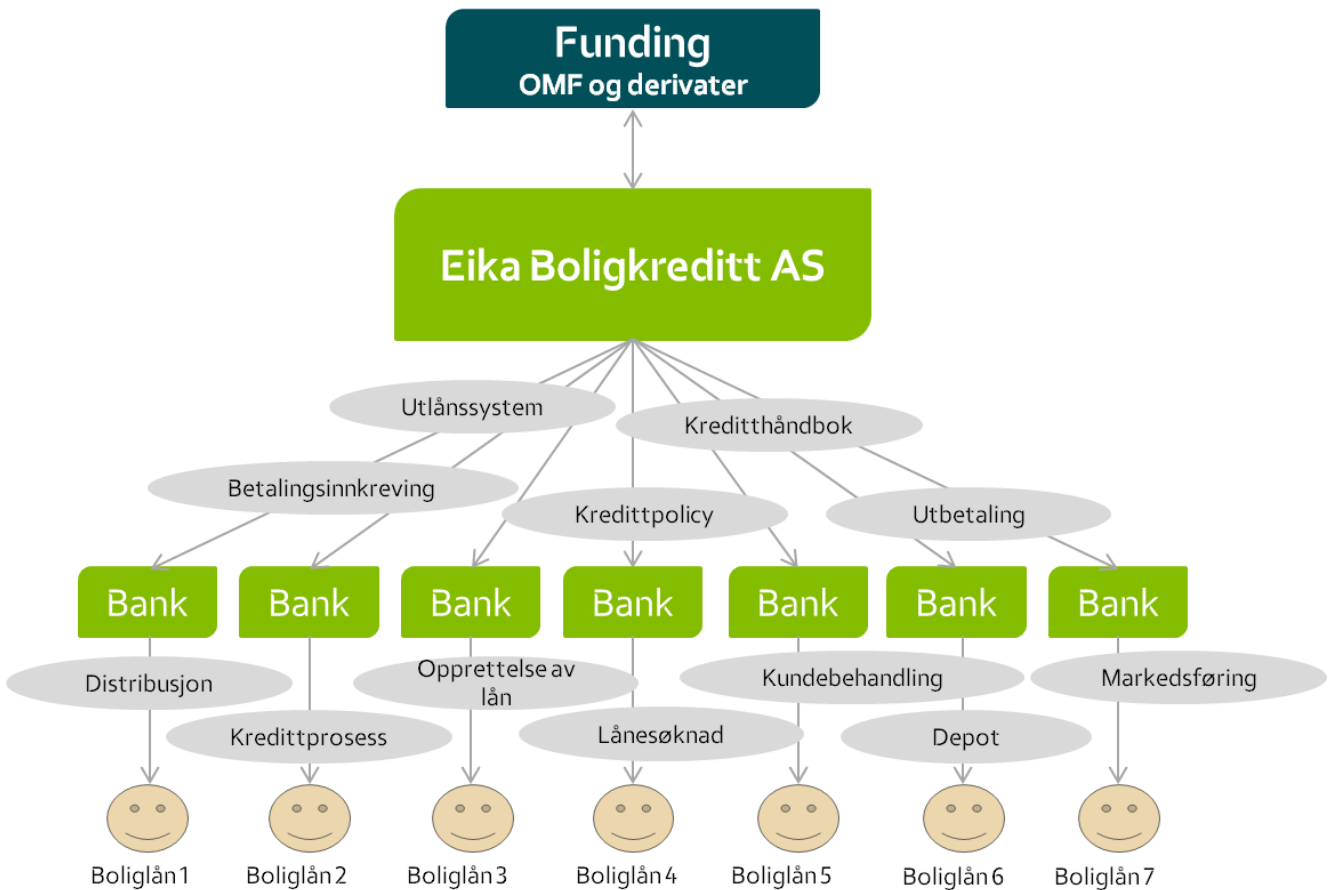 Funding
OMF og derivater
Eika Boligkreditt AS
Utlånssystem
Kreditthåndbok
Betalingsinnkreving
Kredittpolicy
Utbetaling
Bank
Bank
Bank
Bank
Bank
Bank
Bank
Distribusjon
Opprettelse av
lån
Kundebehandling
Markedsføring
Kredittprosess
Lånesøknad
Depot
Boliglån 1
Boliglån 2
Boliglån 3
Boliglån 4
Boliglån 5
Boliglån 6
Boliglån 7